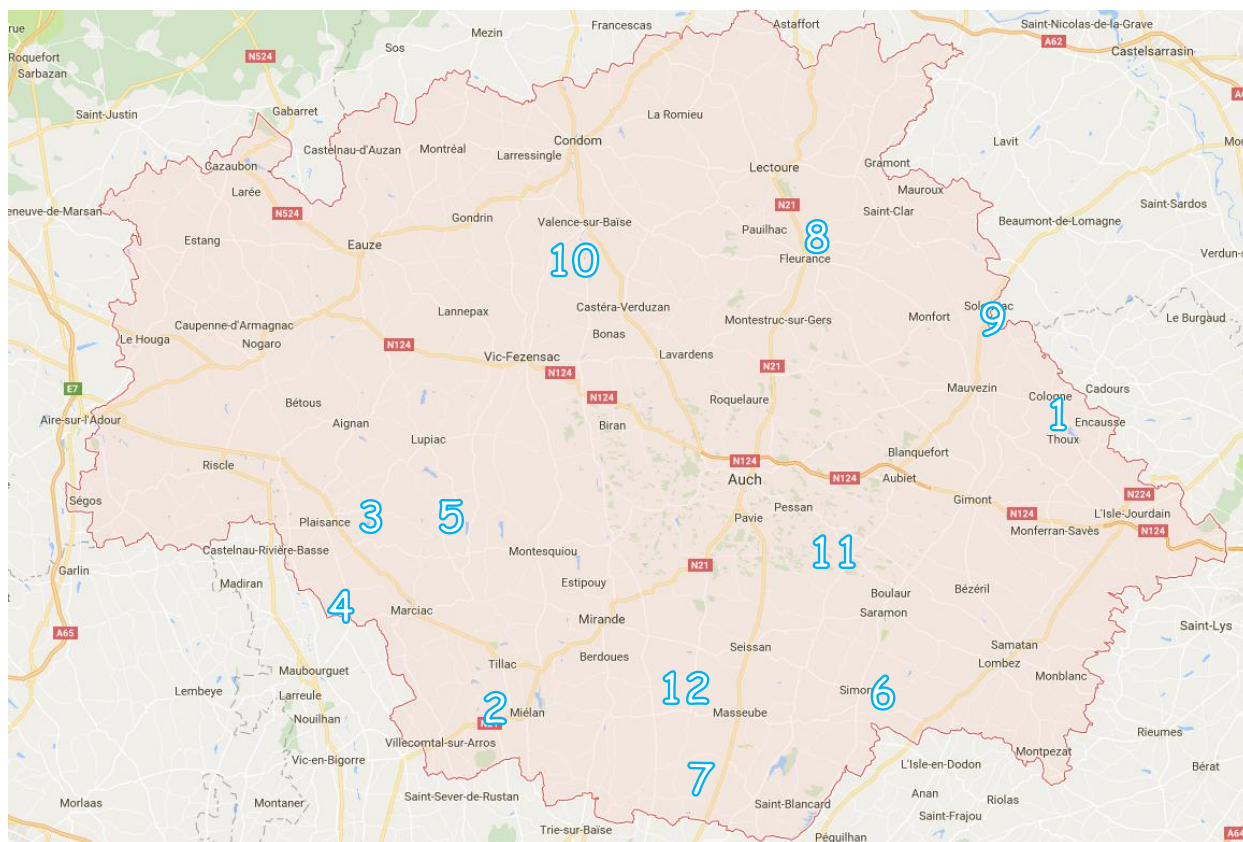 Francescas
Astaffort
Saint-Nicolas-de-la-Grave
rue
Mezin
A62
Roquefort
Sos
Castelsarrasin
N524
Sarbazan
Saint-Justin
Gabarret
La Romieu
Condom
Lavit
Castelnau-d'Auzan
Montréal
Larressingle
Cazaubon
Lectoure
Gramont
Larée
Mauroux
eneuve-de-Marsan
N524
Gondrin
N21
Saint-Clar
Saint-Sardos
Valence-sur-Baïse
Pauilhac
Beaumont-de-Lomagne
Estang
Eauze
8
10
Fleurance
Castéra-Verduzan
Lannepax
Montestruc-sur-Gers
Monfort
9
Le Burgaud
Caupenne-d'Armagnac
Bonas
Le Houga
Nogaro
N124
Vic-Fezensac
Lavardens
N21
N124
E7
Mauvezin
Cadours
N124
Roquelaure
Cologne
Bétous
1
Aire-sur-l'Adour
Aignan
Biran
Encausse
Lupiac
Thoux
Blanquefort
Riscle
N124
Auch
N124
Aubiet
Ségos
N224
Gimont
Pessan
L'Isle-Jourdain
3
5
Plaisance
Pavie
N124
Monferran-Savès
N124
Castelnau-Rivière-Basse
Montesquiou
11
Garlin
N21
Madiran
Estipouy
Bézéril
Boulaur
4
Marciac
Saramon
Mirande
Saint-Lys
A65
Seissan
Samatan
Berdoues
Tillac
Lombez
Maubourguet
Monblanc
Lembeye
12
6
Larreule
2
Miélan
Masseube
Nouilhan
Rieumes
Villecomtal-sur-Arros
Montpezat
Vic-en-Bigorre
L'Isle-en-Dodon
Bérat
7
Morlaas
Montaner
Saint-Sever-de-Rustan
Anan
Riolas
Saint-Blancard
Saint-Frajou
Trie-sur-Baïse
Péguilhan
A64